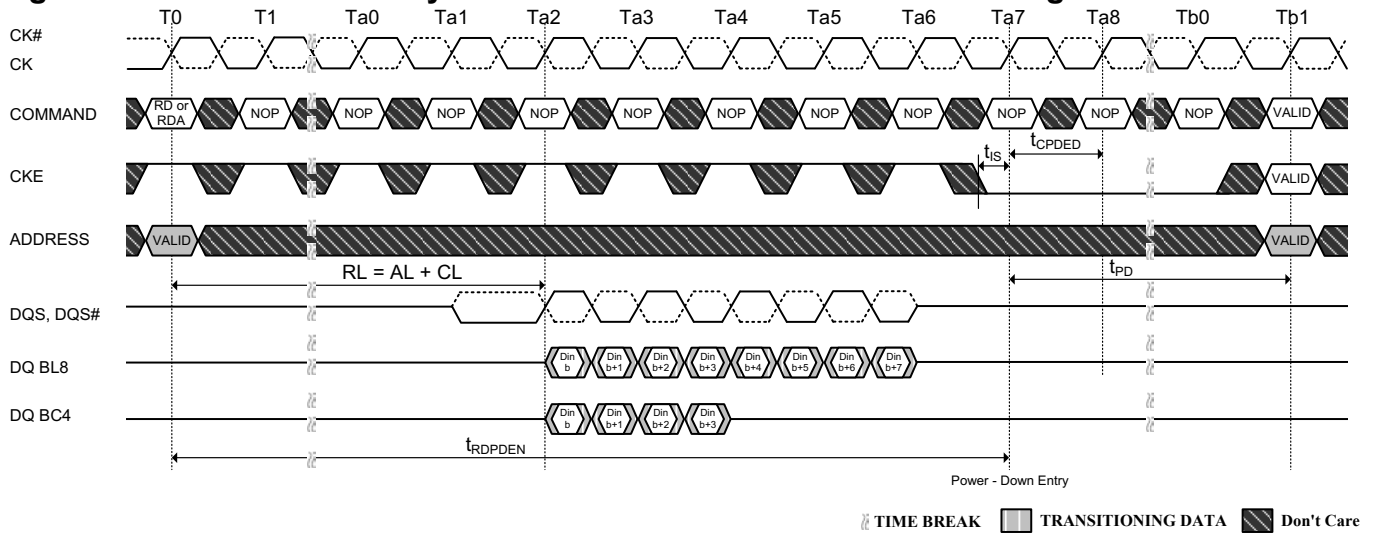 T0 T1 Ta0 Ta1 Ta2 Ta3 Ta4 Ta5 Ta6 Ta7 Ta8 Tb0 Tb1
CK#
CK
COMMAND RD or RDA NOP NOP NOP NOP NOP NOP NOP NOP NOP NOP NOP VALID
tIS tCPDED
CKE VALID
ADDRESS VALID VALID
RL = AL + CL tPD
DQS, DQS#
DQ BL8 Din b Din b+1 Din b+2 Din b+3 Din b+4 Din b+5 Din b+6 Din b+7
DQ BC4 Din b Din b+1 Din b+2 Din b+3
tRDPDEN
Power - Down Entry
TIME BREAK TRANSITIONING DATA Don't Care